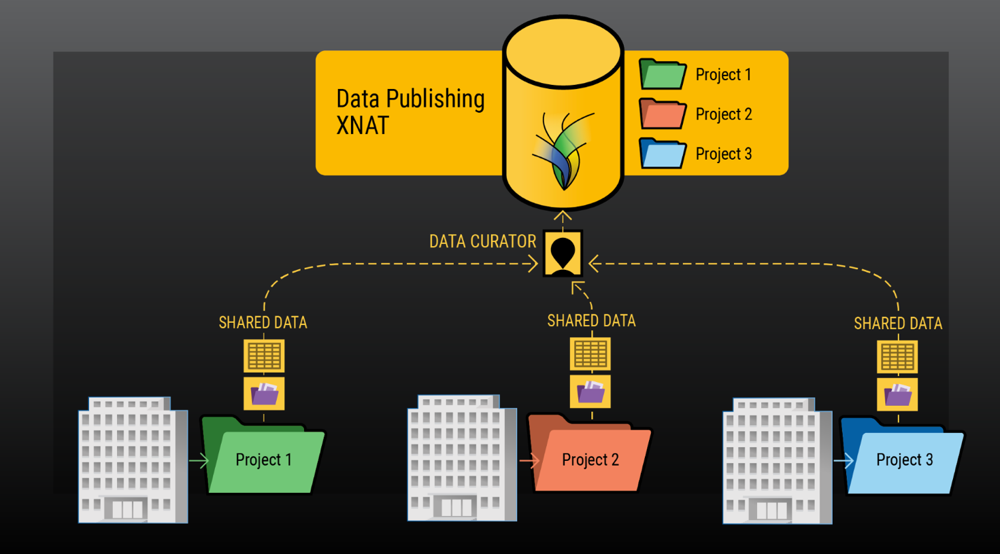 Data Publishing
XNAT
Project 1
Project 2
Project 3
DATA CURATOR
SHARED DATA
SHARED DATA
SHARED DATA
Project 1
Project 2
Project 3